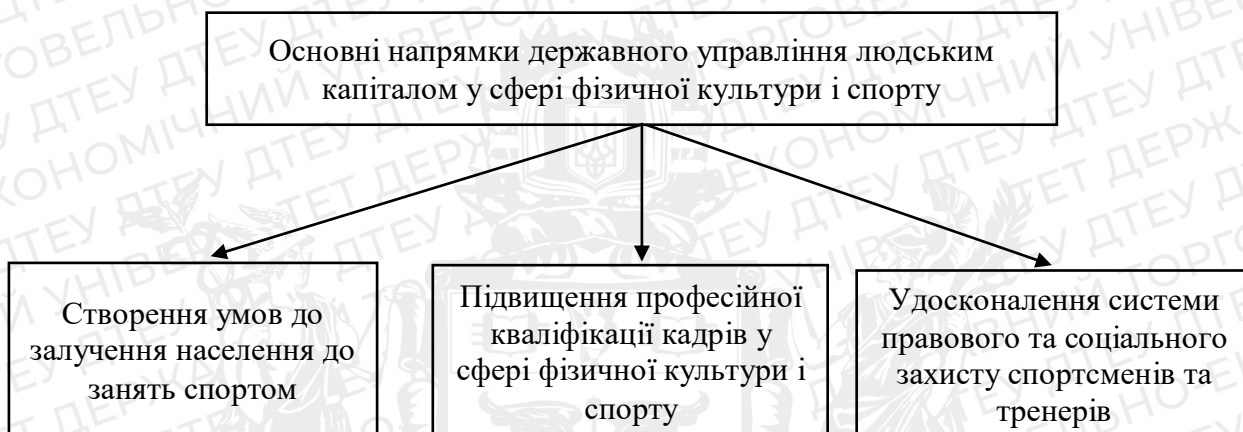 Основні напрямки державного управління людським
капіталом у сфері фізичної культури і спорту
Створення умов до
залучення населення до
занять спортом
Підвищення професійної
кваліфікації кадрів у
сфері фізичної культури і
спорту
Удосконалення системи
правового та соціального
захисту спортсменів та
тренерів